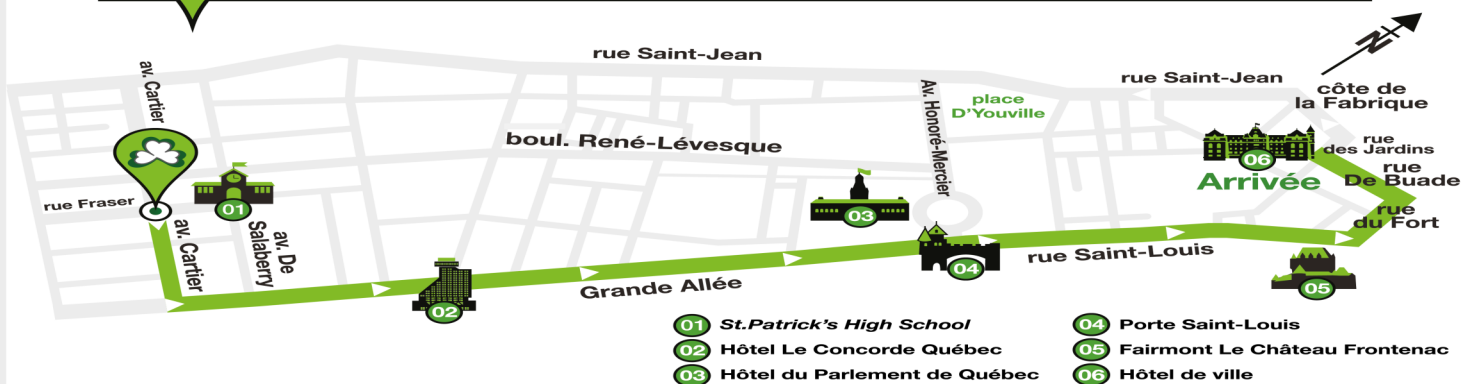 rue Saint-Jean
av. Cartier
rue Saint-Jean
N
côte de
la Fabrique
Av. Honoré-Mercier
place
D'Youville
boul. René-Lévesque
rue
des Jardins
06
Arrivée
rue
De Buade
rue Fraser
01
03
rue
du Fort
av. Cartier
av. De
Salaberry
04
rue Saint-Louis
05
02
Grande Allée
01 St.Patrick's High School
02 Hôtel Le Concorde Québec
03 Hôtel du Parlement de Québec
04 Porte Saint-Louis
05 Fairmont Le Château Frontenac
06 Hôtel de ville